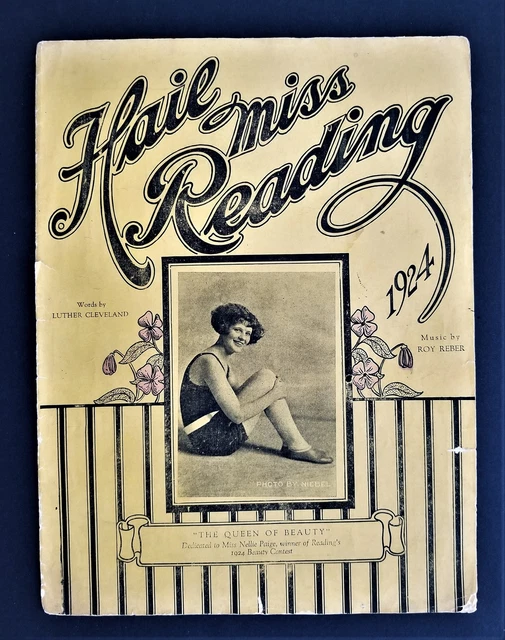 Hail miss
Reading
1924
Words by
LUTHER CLEVELAND
Music by
ROY REBER
PHOTO BY NIEBEL
"THE QUEEN OF BEAUTY"
Dedicated to Miss Nellie Paige, winner of Reading's
1924 Beauty Contest